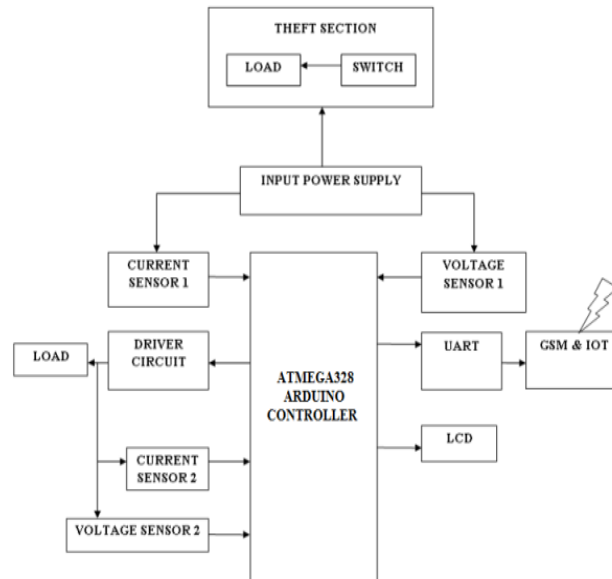 THEFT SECTION
LOAD
SWITCH
INPUT POWER SUPPLY
CURRENT
SENSOR 1
VOLTAGE
SENSOR 1
LOAD
DRIVER
CIRCUIT
ATMEGA328
ARDUINO
CONTROLLER
UART
GSM & IOT
LCD
CURRENT
SENSOR 2
VOLTAGE SENSOR 2